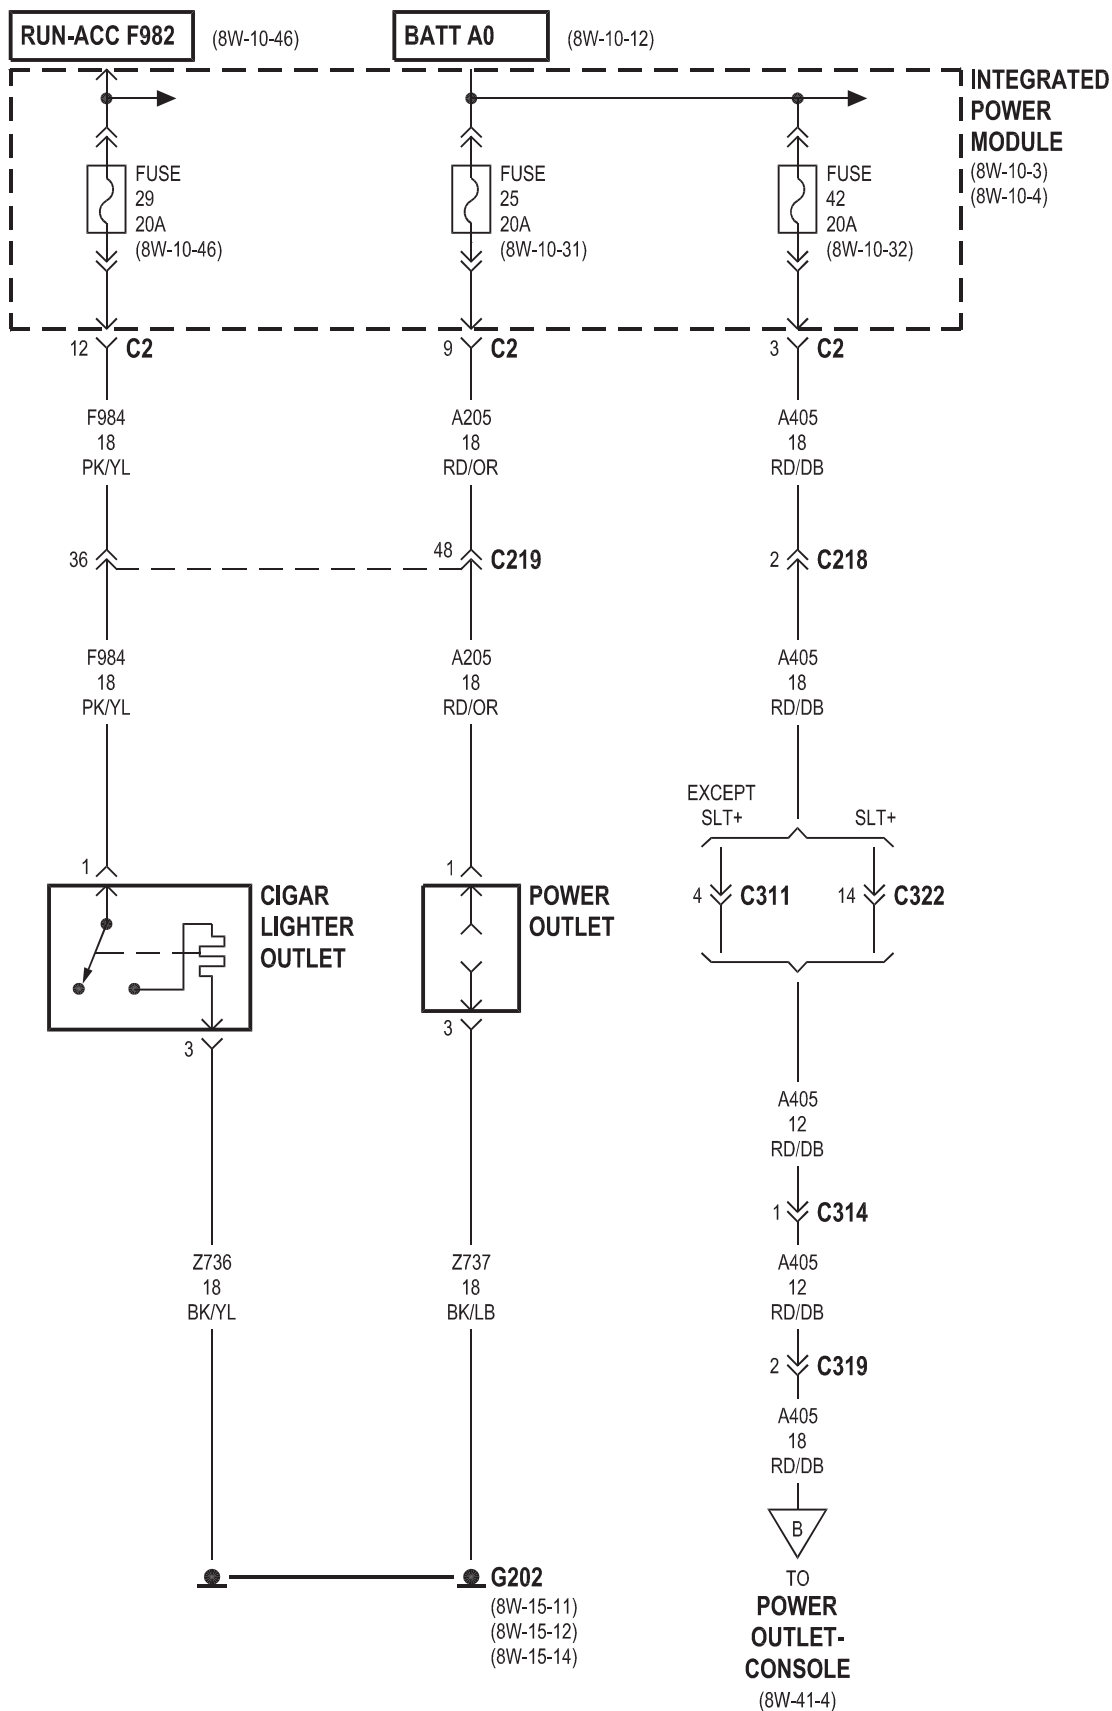 RUN-ACC F982
(8W-10-46)
BATT A0
(8W-10-12)
INTEGRATED
POWER
MODULE
(8W-10-3)
(8W-10-4)
FUSE
29
20A
(8W-10-46)
FUSE
25
20A
(8W-10-31)
FUSE
42
20A
(8W-10-32)
12 C2
9 C2
3 C2
F984
18
PK/YL
A205
18
RD/OR
A405
18
RD/DB
36
48 C219
2 C218
F984
18
PK/YL
A205
18
RD/OR
A405
18
RD/DB
EXCEPT
SLT+
SLT+
4 C311
14 C322
1
CIGAR
LIGHTER
OUTLET
3
1
POWER
OUTLET
3
A405
12
RD/DB
1 C314
Z736
18
BK/YL
Z737
18
BK/LB
A405
12
RD/DB
2 C319
A405
18
RD/DB
B
TO
POWER
OUTLET-
CONSOLE
(8W-41-4)
G202
(8W-15-11)
(8W-15-12)
(8W-15-14)